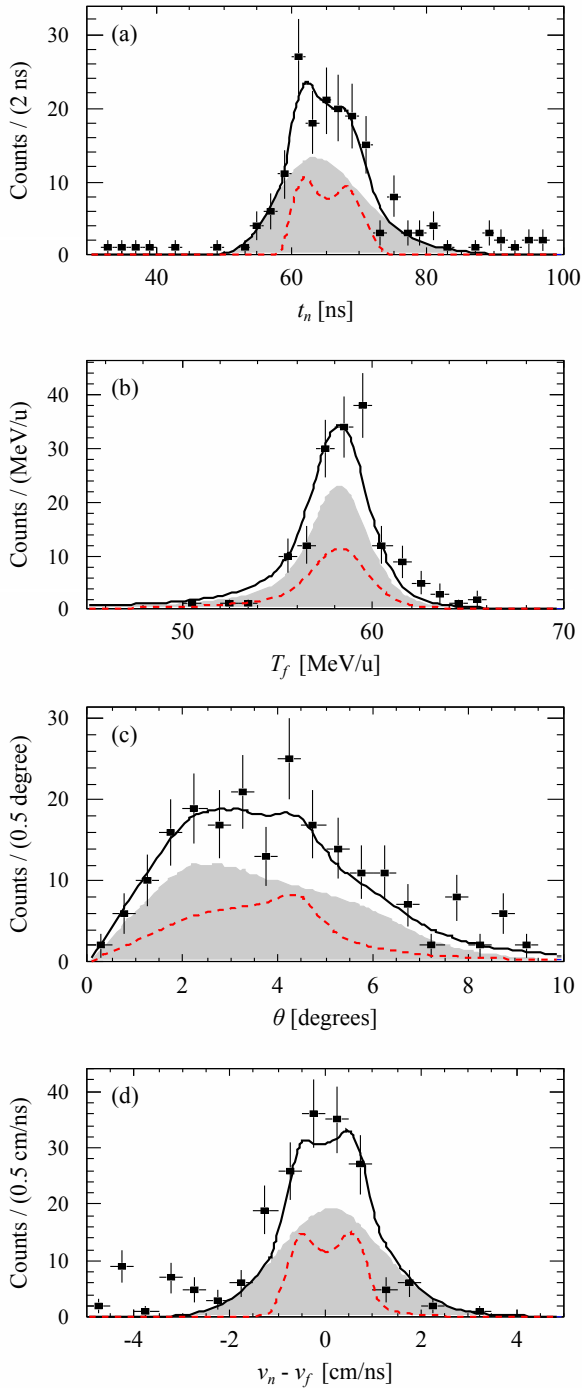 (a)
Counts / (2 ns)
30
20
10
0
40 60 80 100
t_n [ns]
(b)
Counts / (MeV/u)
40
30
20
10
0
50 60 70
T_f [MeV/u]
(c)
Counts / (0.5 degree)
30
20
10
0
0 2 4 6 8 10
θ [degrees]
(d)
Counts / (0.5 cm/ns)
40
30
20
10
0
-4 -2 0 2 4
v_n - v_f [cm/ns]